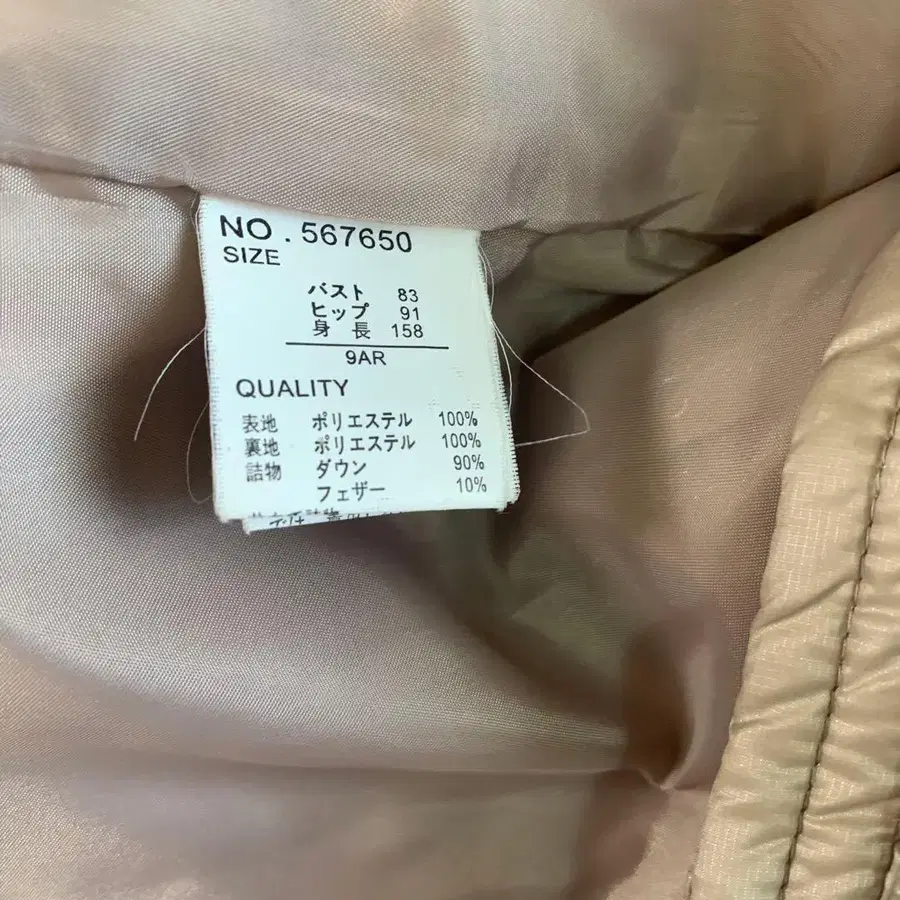 NO. 567650
SIZE
バスト 83
ヒップ 91
身長 158
9AR
QUALITY
表地 ポリエステル 100%
裏地 ポリエステル 100%
詰物 ダウン 90%
フェザー 10%